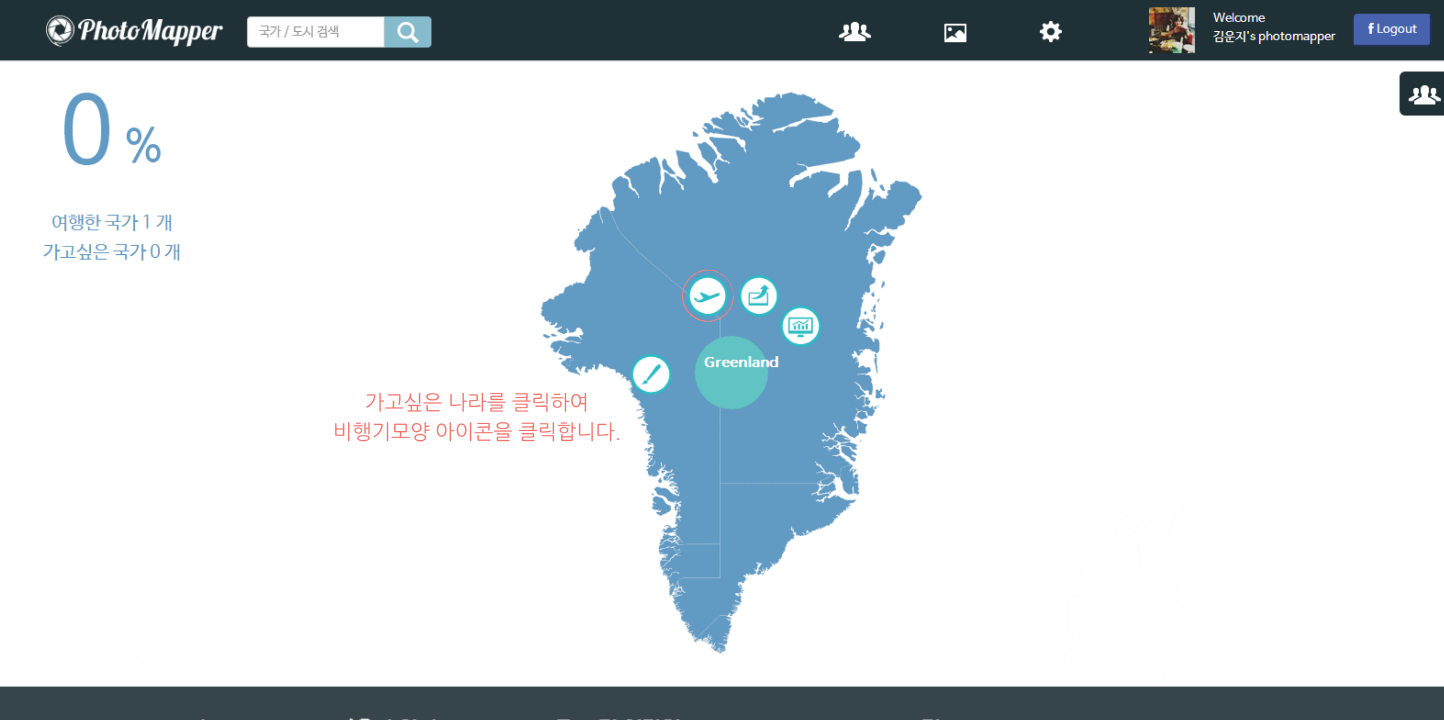 PhotoMapper
국가 / 도시 검색
Welcome
김운지's photomapper
f Logout
0 %
여행한 국가 1 개
가고싶은 국가 0 개
Greenland
가고싶은 나라를 클릭하여
비행기모양 아이콘을 클릭합니다.